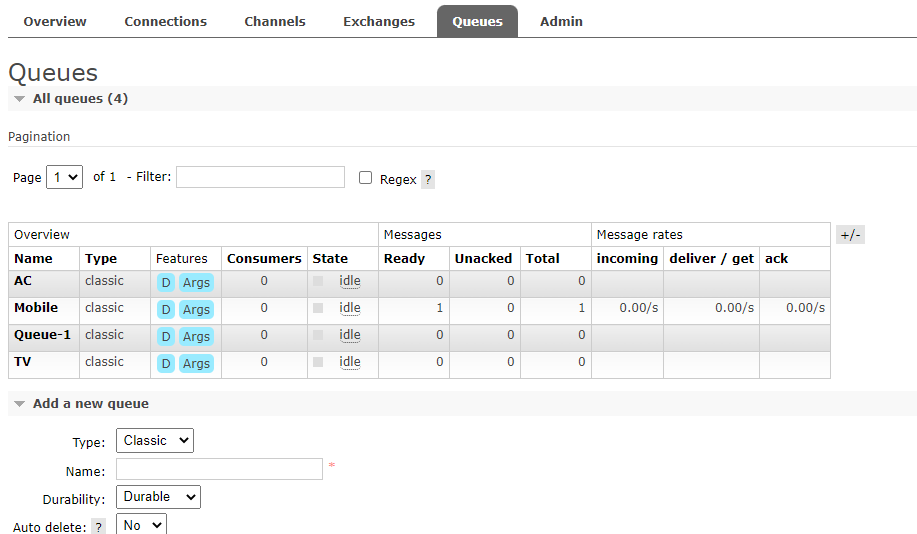 Overview Connections Channels Exchanges Queues Admin
Queues
All queues (4)
Pagination
Page 1 of 1 - Filter: Regex ?
Overview Messages Message rates +/-
Name Type Features Consumers State Ready Unacked Total incoming deliver / get ack
AC classic D Args 0 idle 0 0 0
Mobile classic D Args 0 idle 1 0 1 0.00/s 0.00/s 0.00/s
Queue-1 classic D Args 0 idle 0 0 0
TV classic D Args 0 idle 0 0 0
Add a new queue
Type: Classic
Name: *
Durability: Durable
Auto delete: ? No